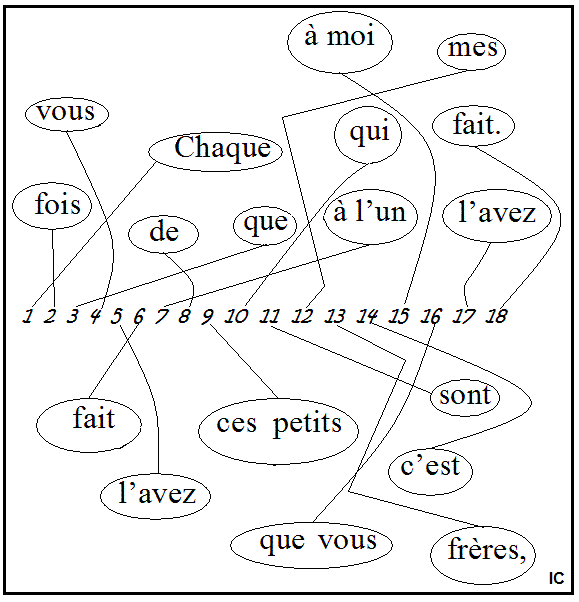 à moi
mes
vous
qui
fait.
Chaque
fois
de
que
à l’un
l’avez
1 2 3 4 5 6 7 8 9 10 11 12 13 14 15 16 17 18
fait
ces petits
sont
c’est
l’avez
que vous
frères,
IC